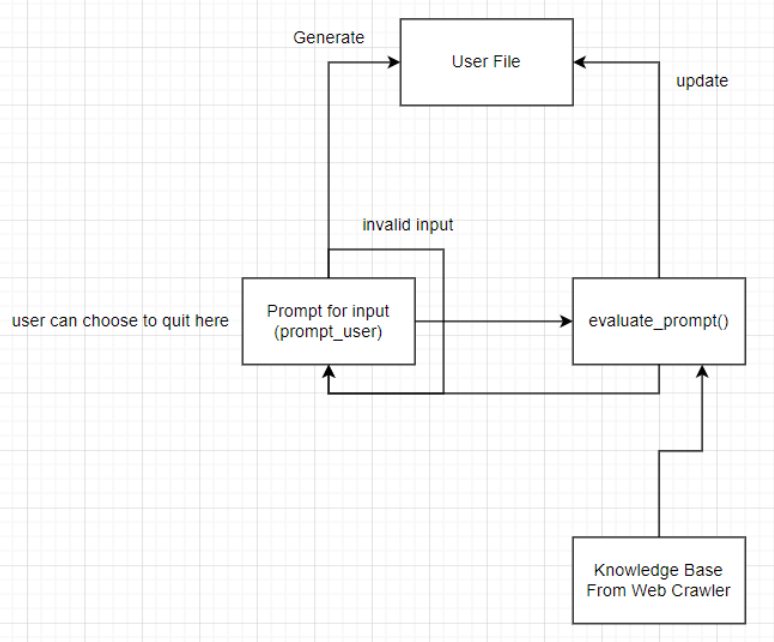 Generate
User File
update
invalid input
user can choose to quit here
Prompt for input
(prompt_user)
evaluate_prompt()
Knowledge Base
From Web Crawler